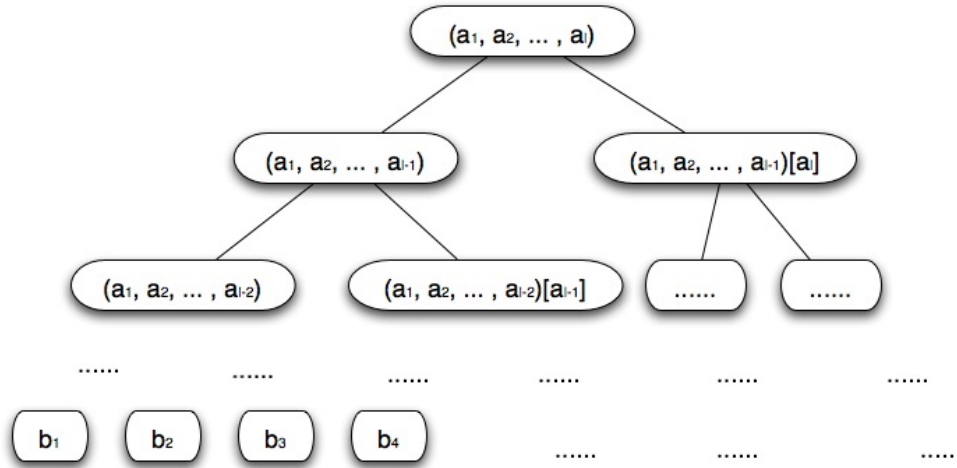 (a₁, a₂, ... , aₗ)
(a₁, a₂, ... , aₗ₋₁) (a₁, a₂, ... , aₗ₋₁)[aₗ]
(a₁, a₂, ... , aₗ₋₂) (a₁, a₂, ... , aₗ₋₂)[aₗ₋₁] ...... ......
...... ...... ...... ...... ...... ......
b₁ b₂ b₃ b₄ ...... ...... .....